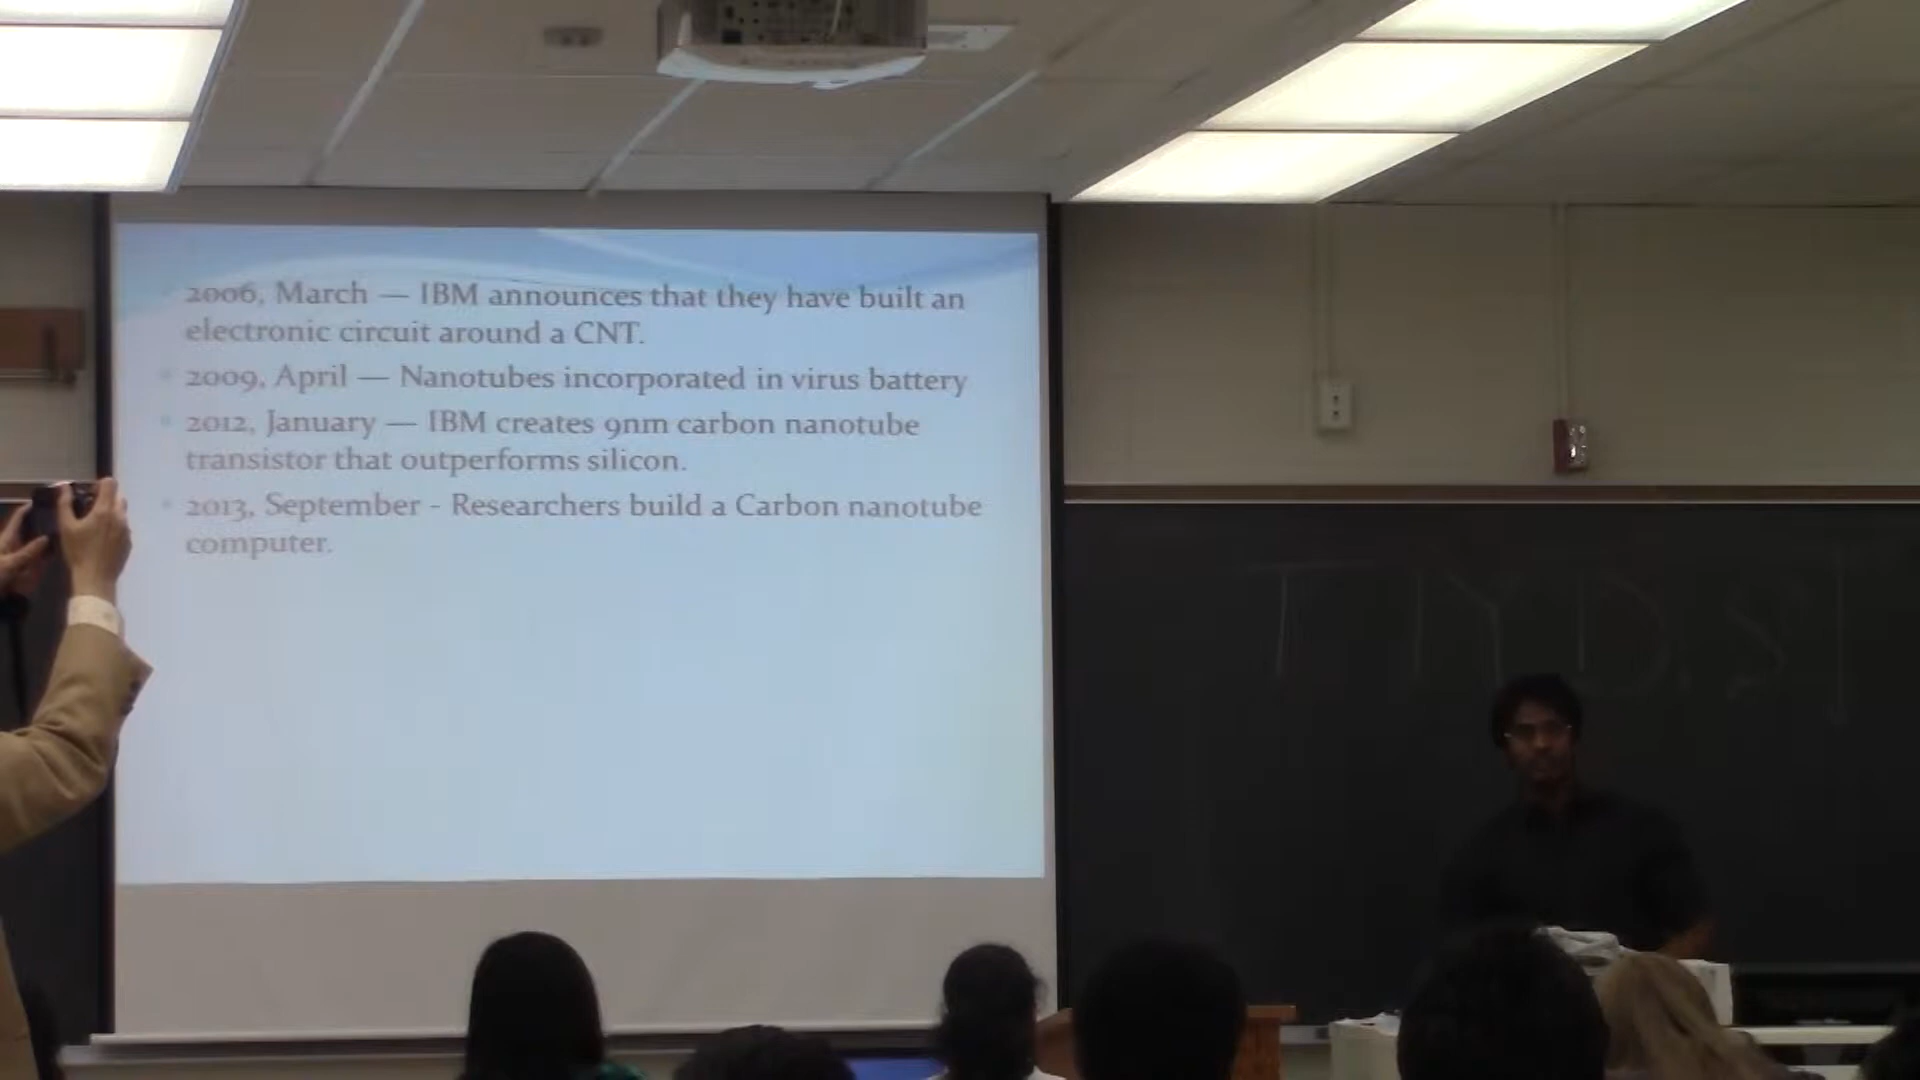 2006, March — IBM announces that they have built an
electronic circuit around a CNT.
2009, April — Nanotubes incorporated in virus battery
2012, January — IBM creates 9nm carbon nanotube
transistor that outperforms silicon.
2013, September - Researchers build a Carbon nanotube
computer.